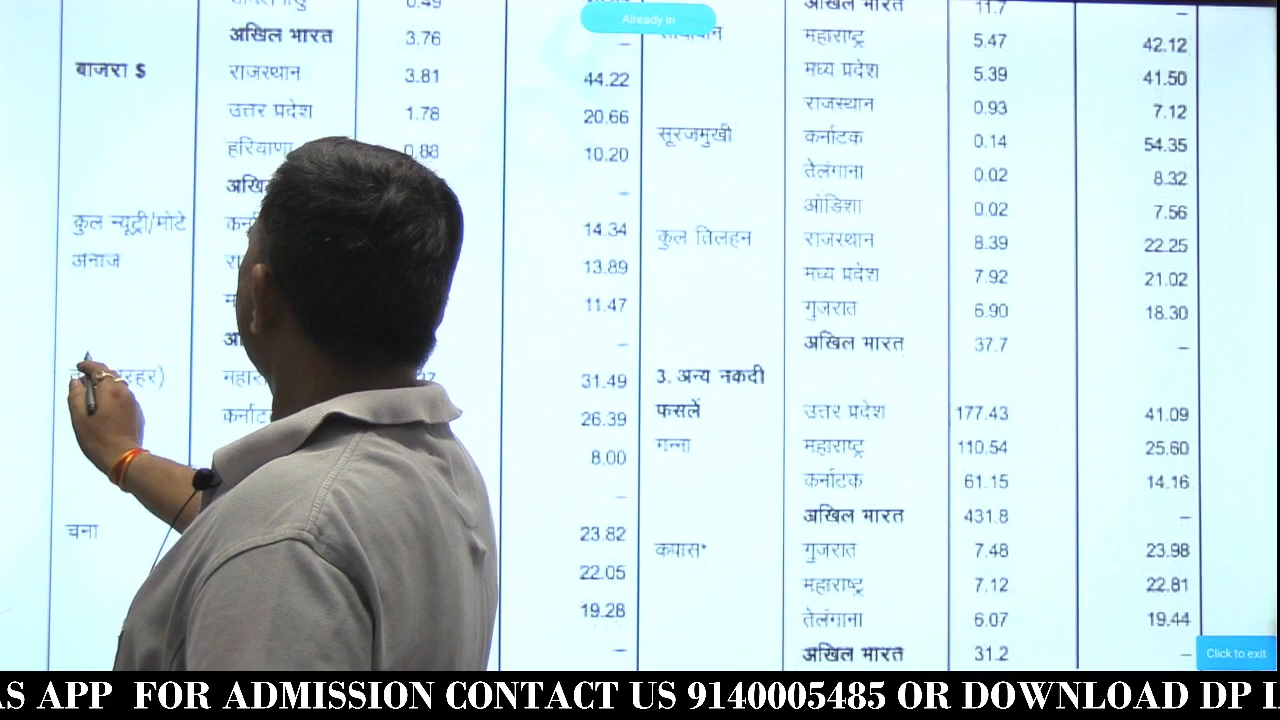 0.49
अखिल भारत 3.76 –
बाजरा $ राजस्थान 3.81 44.22
उत्तर प्रदेश 1.78 20.66
हरियाणा 0.88 10.20
–
कुल न्यूट्री/मोटे 14.34
अनाज 13.89
11.47
–
31.49
26.39
8.00
–
चना 23.82
22.05
19.28
–
Already in
अखिल भारत 11.7 –
महाराष्ट्र 5.47 42.12
मध्य प्रदेश 5.39 41.50
राजस्थान 0.93 7.12
सूरजमुखी कर्नाटक 0.14 54.35
तेलंगाना 0.02 8.32
ओडिशा 0.02 7.56
कुल तिलहन राजस्थान 8.39 22.25
मध्य प्रदेश 7.92 21.02
गुजरात 6.90 18.30
अखिल भारत 37.7 –
3. अन्य नकदी
फसलें उत्तर प्रदेश 177.43 41.09
गन्ना महाराष्ट्र 110.54 25.60
कर्नाटक 61.15 14.16
अखिल भारत 431.8 –
कपास* गुजरात 7.48 23.98
महाराष्ट्र 7.12 22.81
तेलंगाना 6.07 19.44
अखिल भारत 31.2 –
Click to exit
AS APP FOR ADMISSION CONTACT US 9140005485 OR DOWNLOAD DP